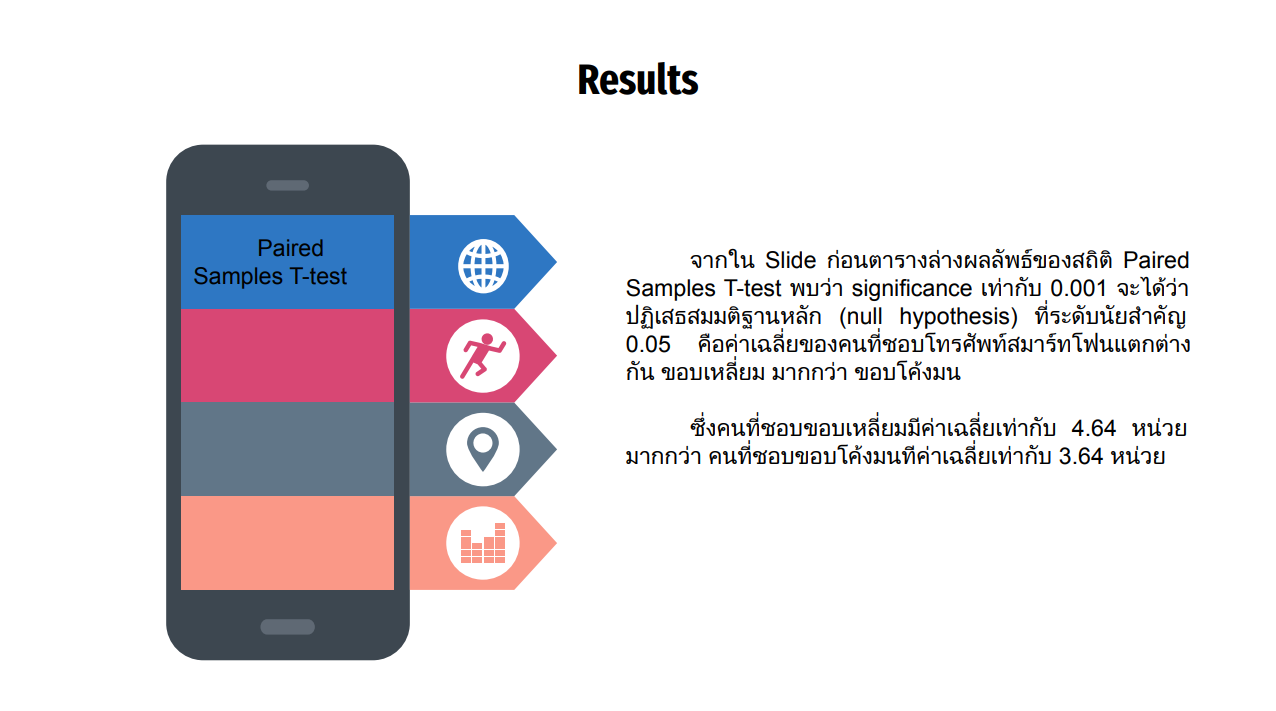 Results
Paired
Samples T-test
จากใน Slide ก่อนตารางล่างผลลัพธ์ของสถิติ Paired
Samples T-test พบว่า significance เท่ากับ 0.001 จะได้ว่า
ปฏิเสธสมมติฐานหลัก (null hypothesis) ที่ระดับนัยสำคัญ
0.05 คือค่าเฉลี่ยของคนที่ชอบโทรศัพท์สมาร์ทโฟนแตกต่าง
กัน ขอบเหลี่ยม มากกว่า ขอบโค้งมน
ซึ่งคนที่ชอบขอบเหลี่ยมมีค่าเฉลี่ยเท่ากับ 4.64 หน่วย
มากกว่า คนที่ชอบขอบโค้งมนทีค่าเฉลี่ยเท่ากับ 3.64 หน่วย